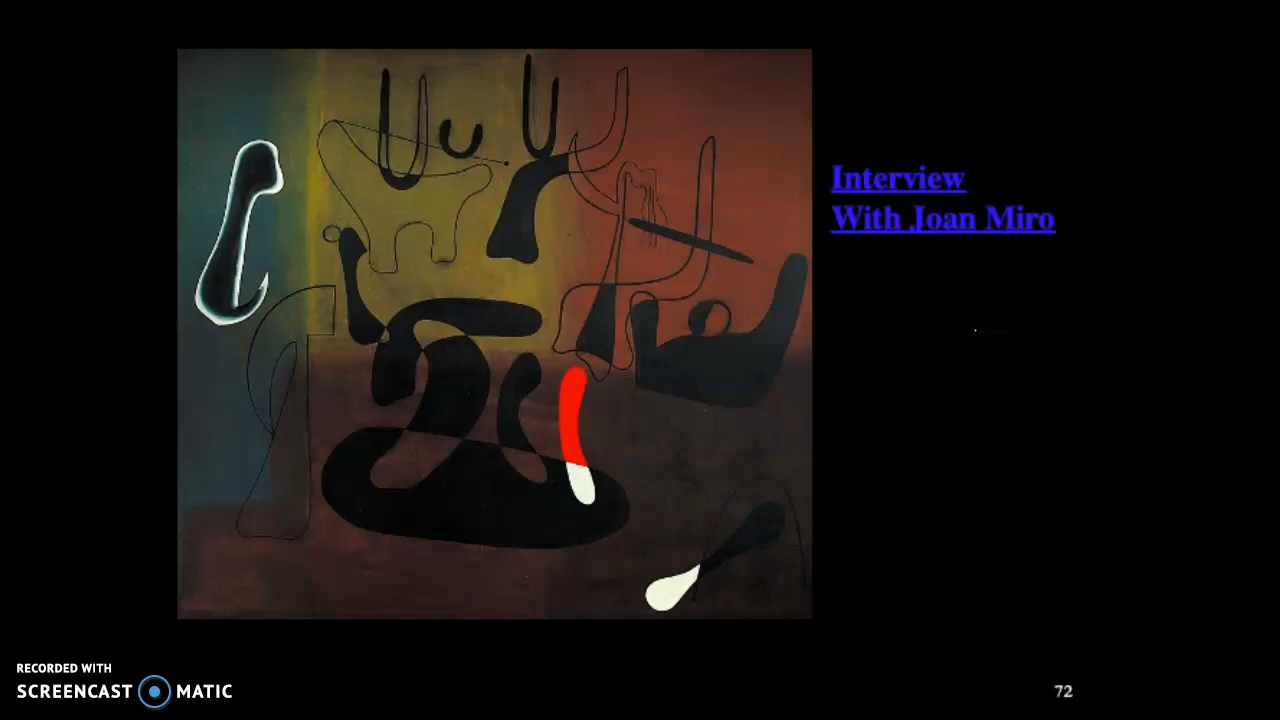 Interview
With Joan Miro
RECORDED WITH
SCREENCAST MATIC
72